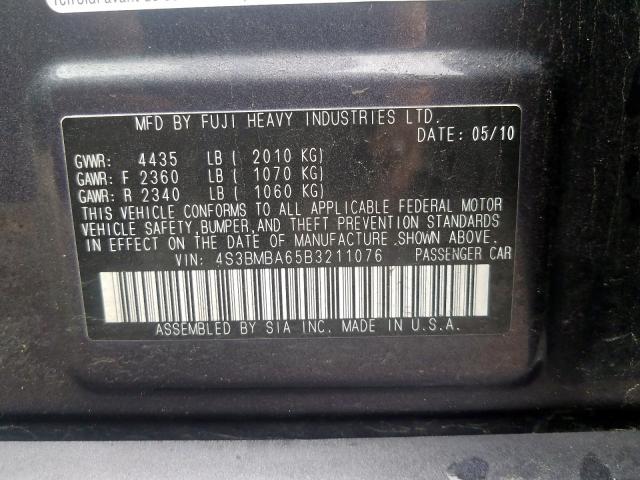 MFD BY FUJI HEAVY INDUSTRIES LTD.
DATE: 05/10
GVWR: 4435 LB ( 2010 KG)
GAWR: F 2360 LB ( 1070 KG)
GAWR: R 2340 LB ( 1060 KG)
THIS VEHICLE CONFORMS TO ALL APPLICABLE FEDERAL MOTOR
VEHICLE SAFETY,BUMPER,AND THEFT PREVENTION STANDARDS
IN EFFECT ON THE DATE OF MANUFACTURE .SHOWN ABOVE.
VIN: 4S3BMBA65B3211076 PASSENGER CAR
ASSEMBLED BY SIA INC. MADE IN U.S.A.